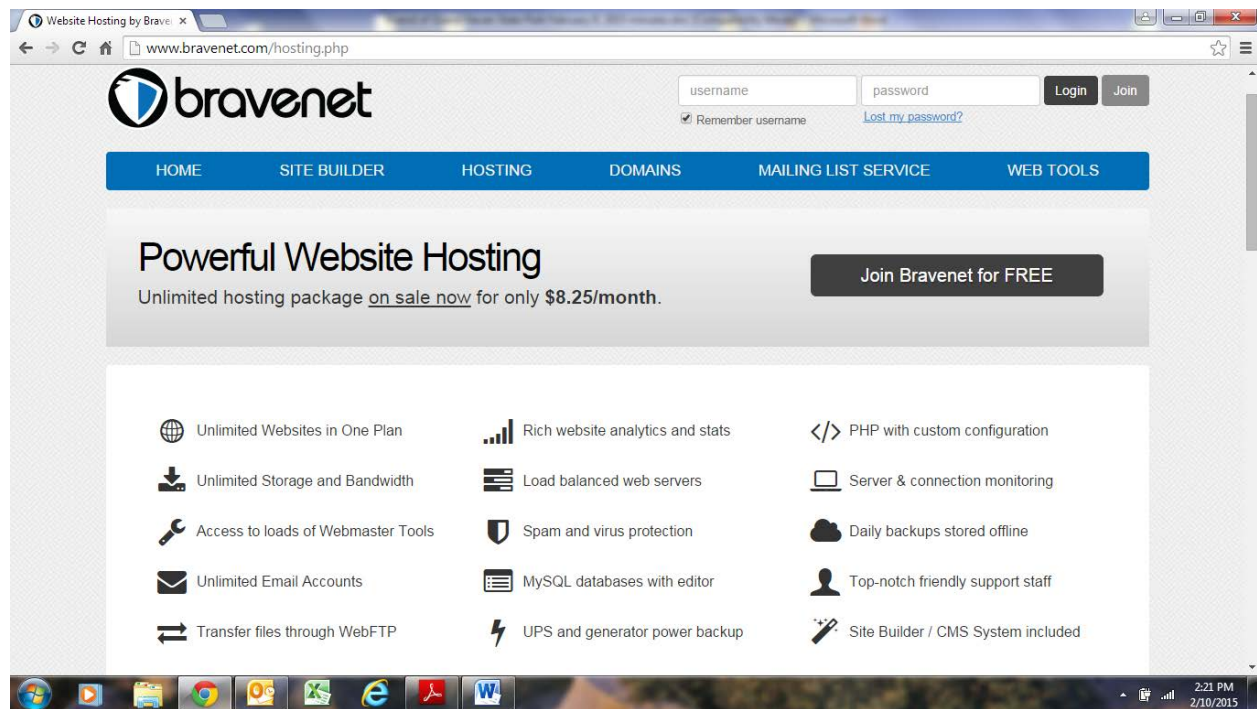 Website Hosting by Brave
www.bravenet.com/hosting.php
bravenet
username
password
Login
Join
Remember username
Lost my password?
HOME SITE BUILDER HOSTING DOMAINS MAILING LIST SERVICE WEB TOOLS
Powerful Website Hosting
Unlimited hosting package on sale now for only $8.25/month.
Join Bravenet for FREE
Unlimited Websites in One Plan
Rich website analytics and stats
</> PHP with custom configuration
Unlimited Storage and Bandwidth
Load balanced web servers
Server & connection monitoring
Access to loads of Webmaster Tools
Spam and virus protection
Daily backups stored offline
Unlimited Email Accounts
MySQL databases with editor
Top-notch friendly support staff
Transfer files through WebFTP
UPS and generator power backup
Site Builder / CMS System included
2:21 PM
2/10/2015